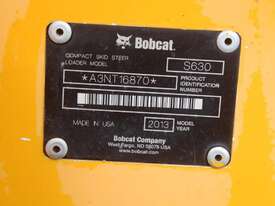 Bobcat.
COMPACT SKID STEER
LOADER MODEL
S630
*A3NT16870*
PRODUCT
IDENTIFICATION
NUMBER
MADE IN USA
2013
MODEL
YEAR
Bobcat Company
West Fargo, ND 58078 USA
www.bobcat.com